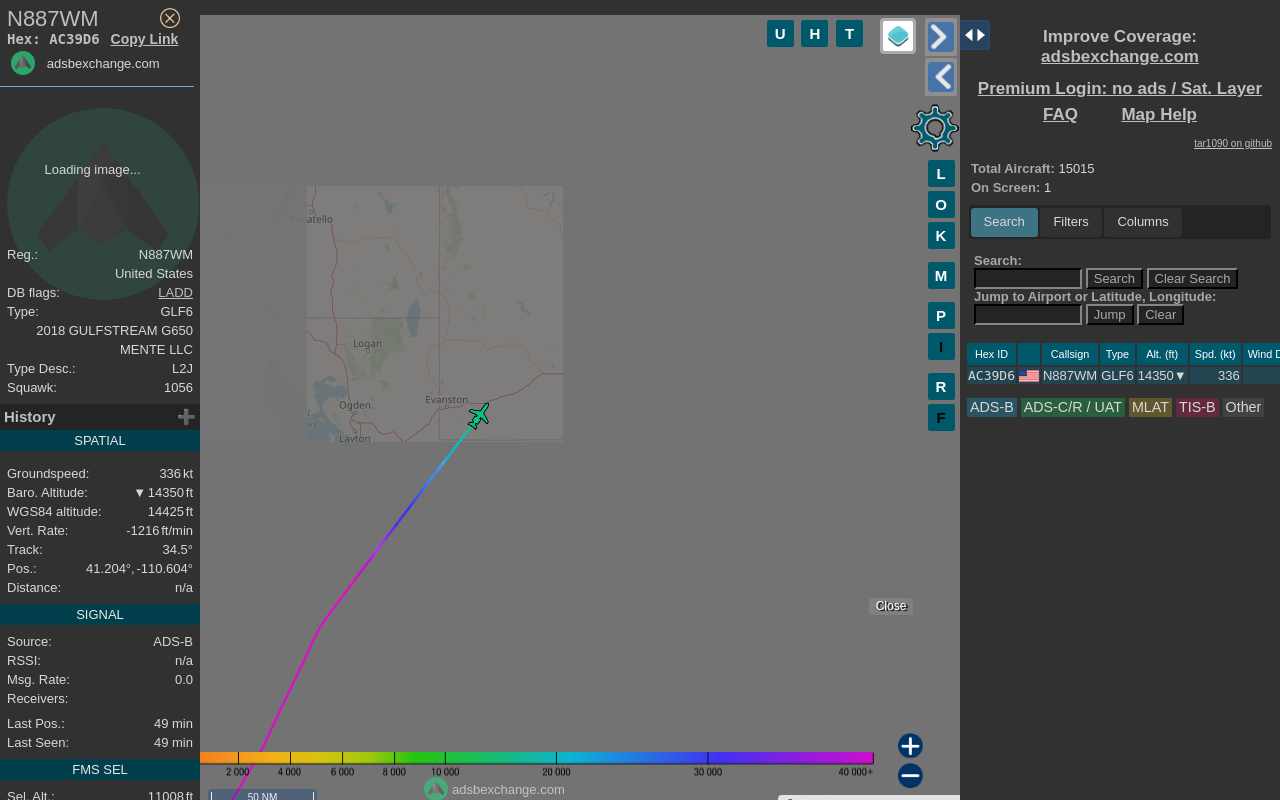 N887WM
Hex: AC39D6 Copy Link
adsbexchange.com
Loading image...
Reg.: N887WM
United States
DB flags: LADD
Type: GLF6
2018 GULFSTREAM G650
MENTE LLC
Type Desc.: L2J
Squawk: 1056
History
SPATIAL
Groundspeed: 336 kt
Baro. Altitude: ▼ 14350 ft
WGS84 altitude: 14425 ft
Vert. Rate: -1216 ft/min
Track: 34.5°
Pos.: 41.204°, -110.604°
Distance: n/a
SIGNAL
Source: ADS-B
RSSI: n/a
Msg. Rate: 0.0
Receivers:
Last Pos.: 49 min
Last Seen: 49 min
FMS SEL
Sel. Alt.: 11008 ft
U H T
L
O
K
M
P
I
R
F
Pocatello
Logan
Ogden
Evanston
Layton
Close
2 000 4 000 6 000 8 000 10 000 20 000 30 000 40 000+
adsbexchange.com
50 NM
Improve Coverage:
adsbexchange.com
Premium Login: no ads / Sat. Layer
FAQ Map Help
tar1090 on github
Total Aircraft: 15015
On Screen: 1
Search Filters Columns
Search:
Search Clear Search
Jump to Airport or Latitude, Longitude:
Jump Clear
Hex ID Callsign Type Alt. (ft) Spd. (kt) Wind D
AC39D6 N887WM GLF6 14350▼ 336
ADS-B ADS-C/R / UAT MLAT TIS-B Other